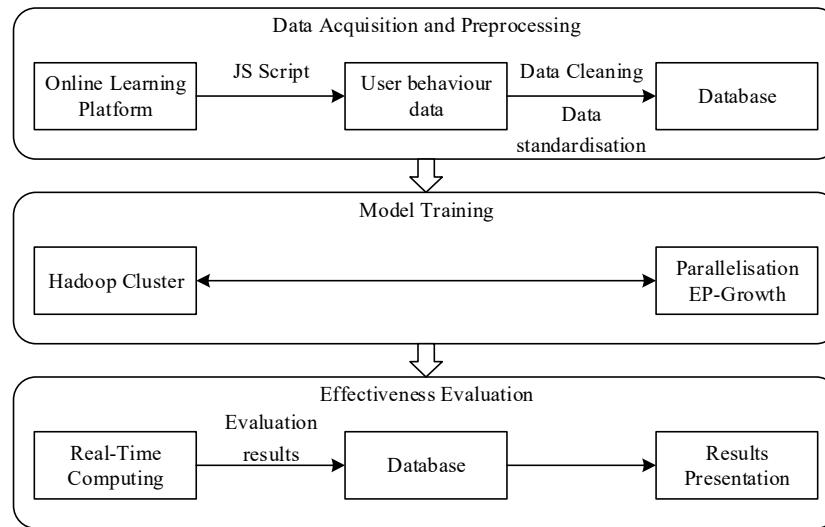 Data Acquisition and Preprocessing
Online Learning
Platform
JS Script
User behaviour
data
Data Cleaning
Data
standardisation
Database
Model Training
Hadoop Cluster
Parallelisation
EP-Growth
Effectiveness Evaluation
Real-Time
Computing
Evaluation
results
Database
Results
Presentation